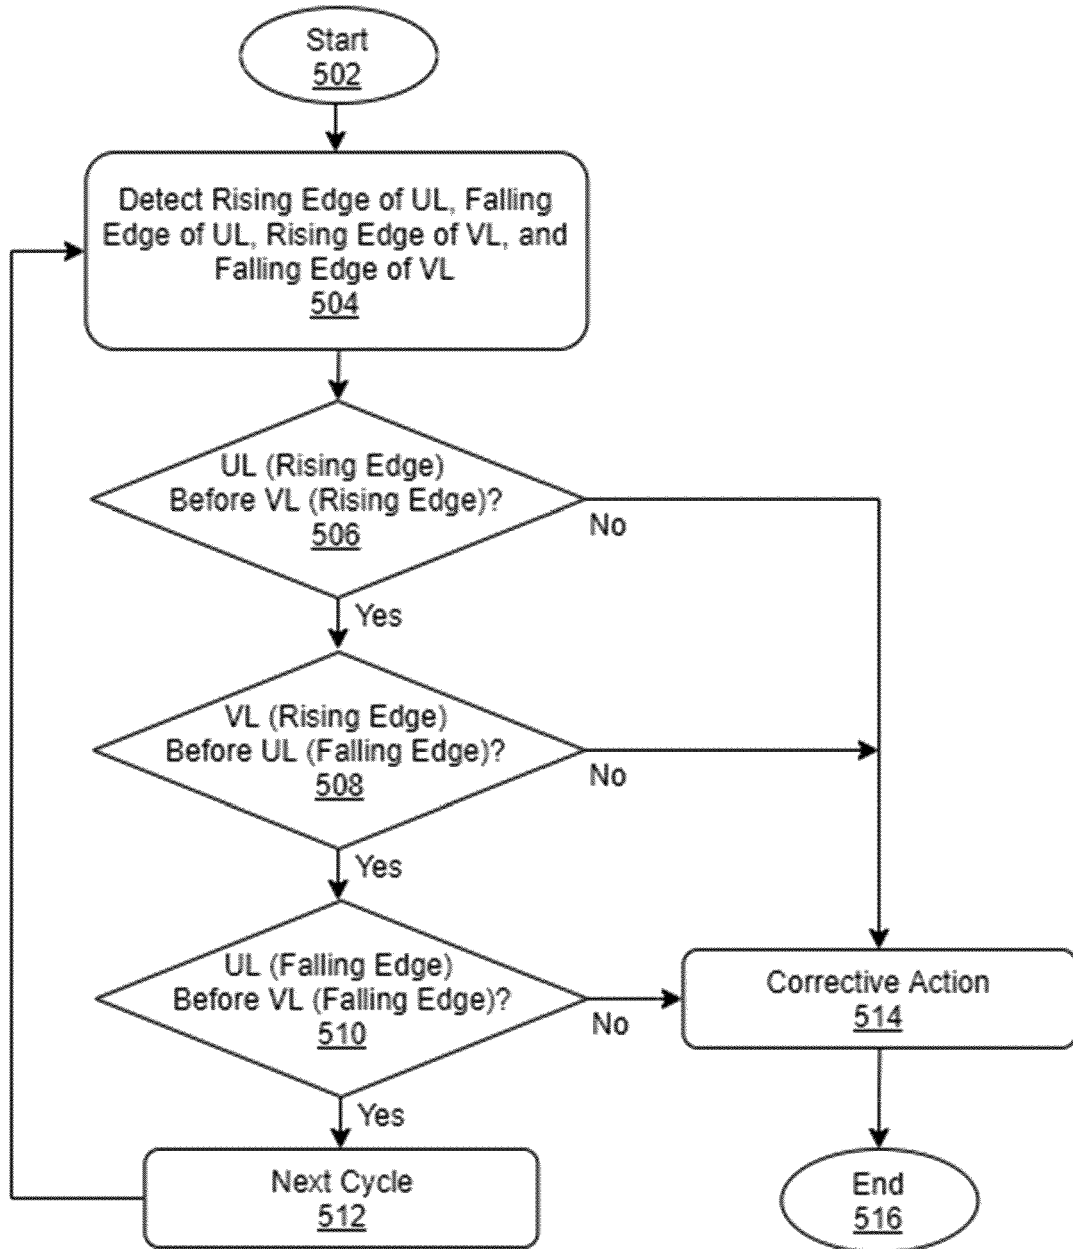 Start
502
Detect Rising Edge of UL, Falling
Edge of UL, Rising Edge of VL, and
Falling Edge of VL
504
UL (Rising Edge)
Before VL (Rising Edge)?
506
No
Yes
VL (Rising Edge)
Before UL (Falling Edge)?
508
No
Yes
UL (Falling Edge)
Before VL (Falling Edge)?
510
No
Corrective Action
514
Yes
Next Cycle
512
End
516